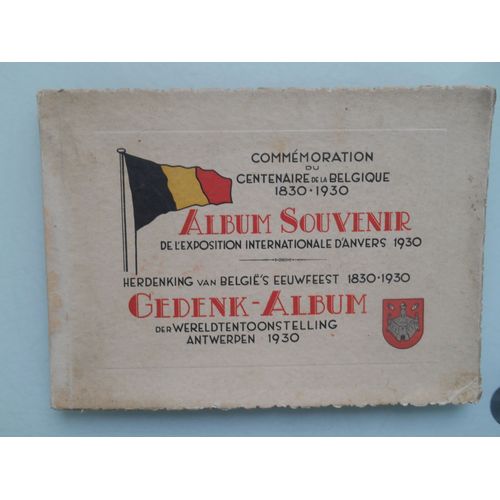 COMMÉMORATION
DU
CENTENAIRE DE LA BELGIQUE
1830·1930
ALBUM SOUVENIR
DE L'EXPOSITION INTERNATIONALE D'ANVERS 1930
HERDENKING VAN BELGIË'S EEUWFEEST 1830·1930
GEDENK-ALBUM
DER WERELDTENTOONSTELLING
ANTWERPEN 1930